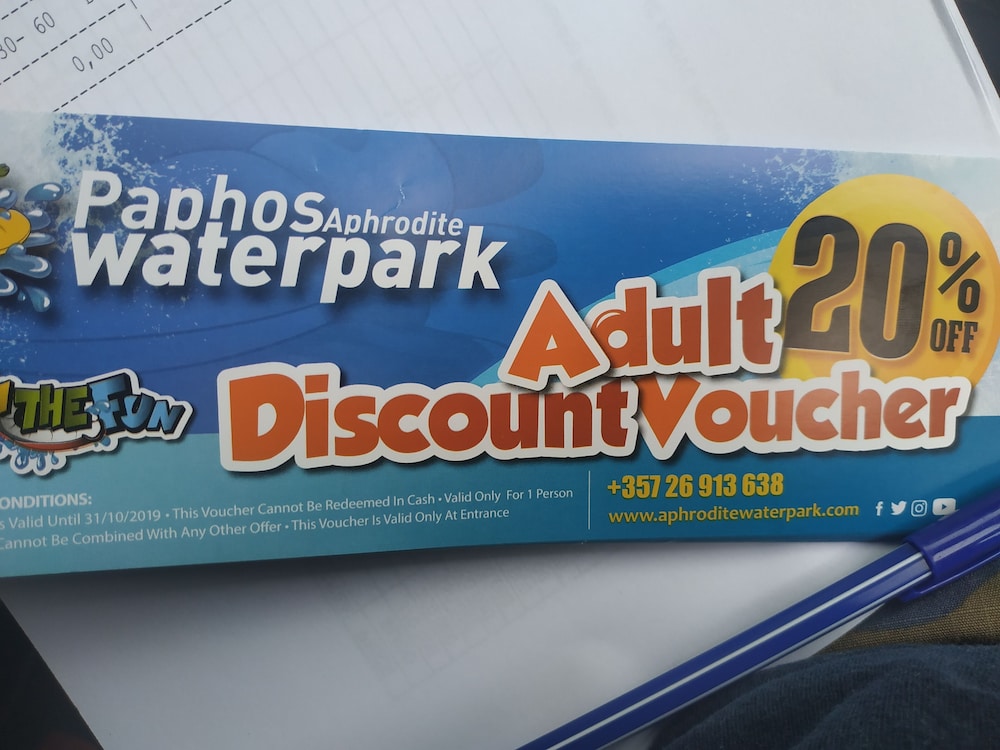 30- 60
0,00
Paphos Aphrodite
waterpark
20% OFF
Adult
Discount Voucher
THE FUN
CONDITIONS:
s Valid Until 31/10/2019 • This Voucher Cannot Be Redeemed In Cash • Valid Only For 1 Person
Cannot Be Combined With Any Other Offer • This Voucher Is Valid Only At Entrance
+357 26 913 638
www.aphroditewaterpark.com